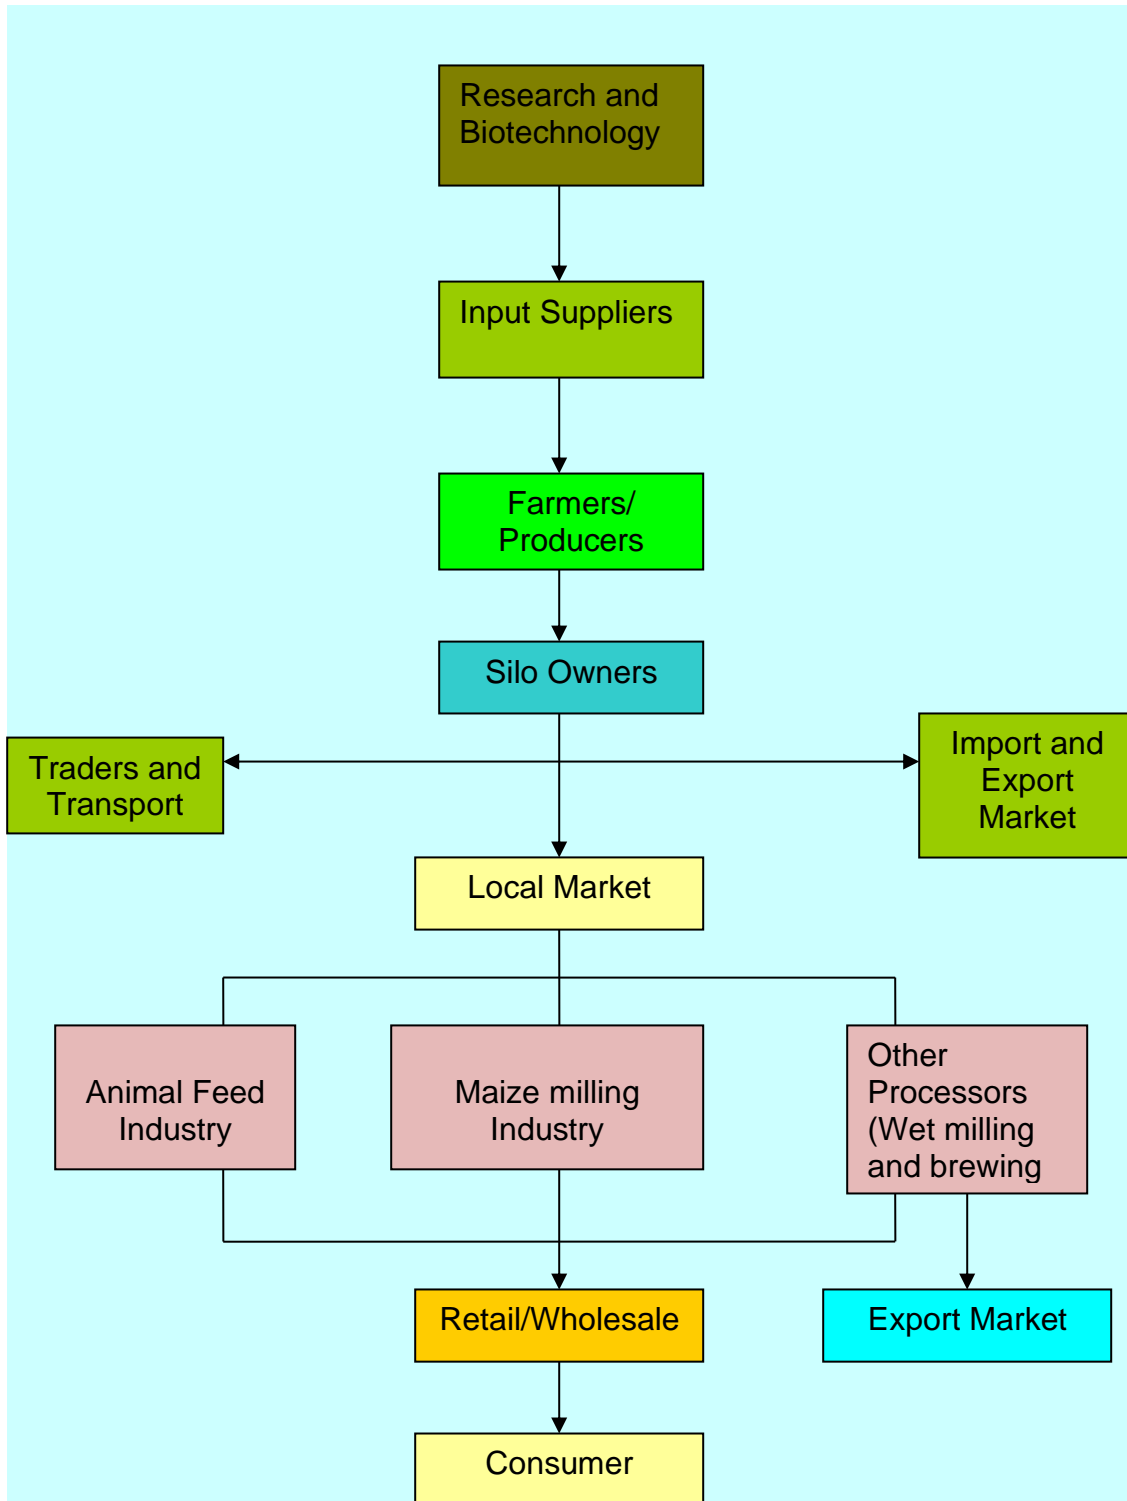 Research and
Biotechnology
Input Suppliers
Farmers/
Producers
Silo Owners
Traders and
Transport
Import and
Export
Market
Local Market
Animal Feed
Industry
Maize milling
Industry
Other
Processors
(Wet milling
and brewing
Retail/Wholesale
Export Market
Consumer